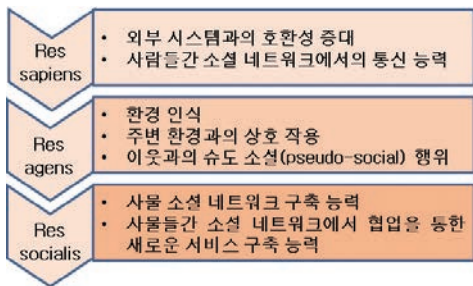 Res
sapiens
• 외부 시스템과의 호환성 증대
• 사람들간 소셜 네트워크에서의 통신 능력
Res
agens
• 환경 인식
• 주변 환경과의 상호 작용
• 이웃과의 슈도 소셜(pseudo-social) 행위
Res
socialis
• 사물 소셜 네트워크 구축 능력
• 사물들간 소셜 네트워크에서 협업을 통한
새로운 서비스 구축 능력